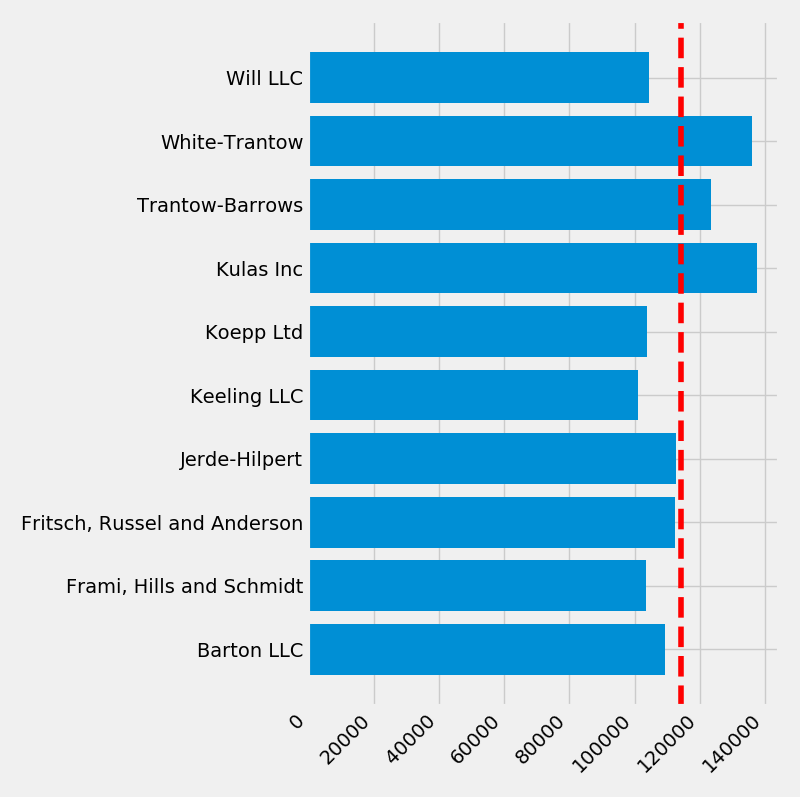 Will LLC
White-Trantow
Trantow-Barrows
Kulas Inc
Koepp Ltd
Keeling LLC
Jerde-Hilpert
Fritsch, Russel and Anderson
Frami, Hills and Schmidt
Barton LLC
0
20000
40000
60000
80000
100000
120000
140000